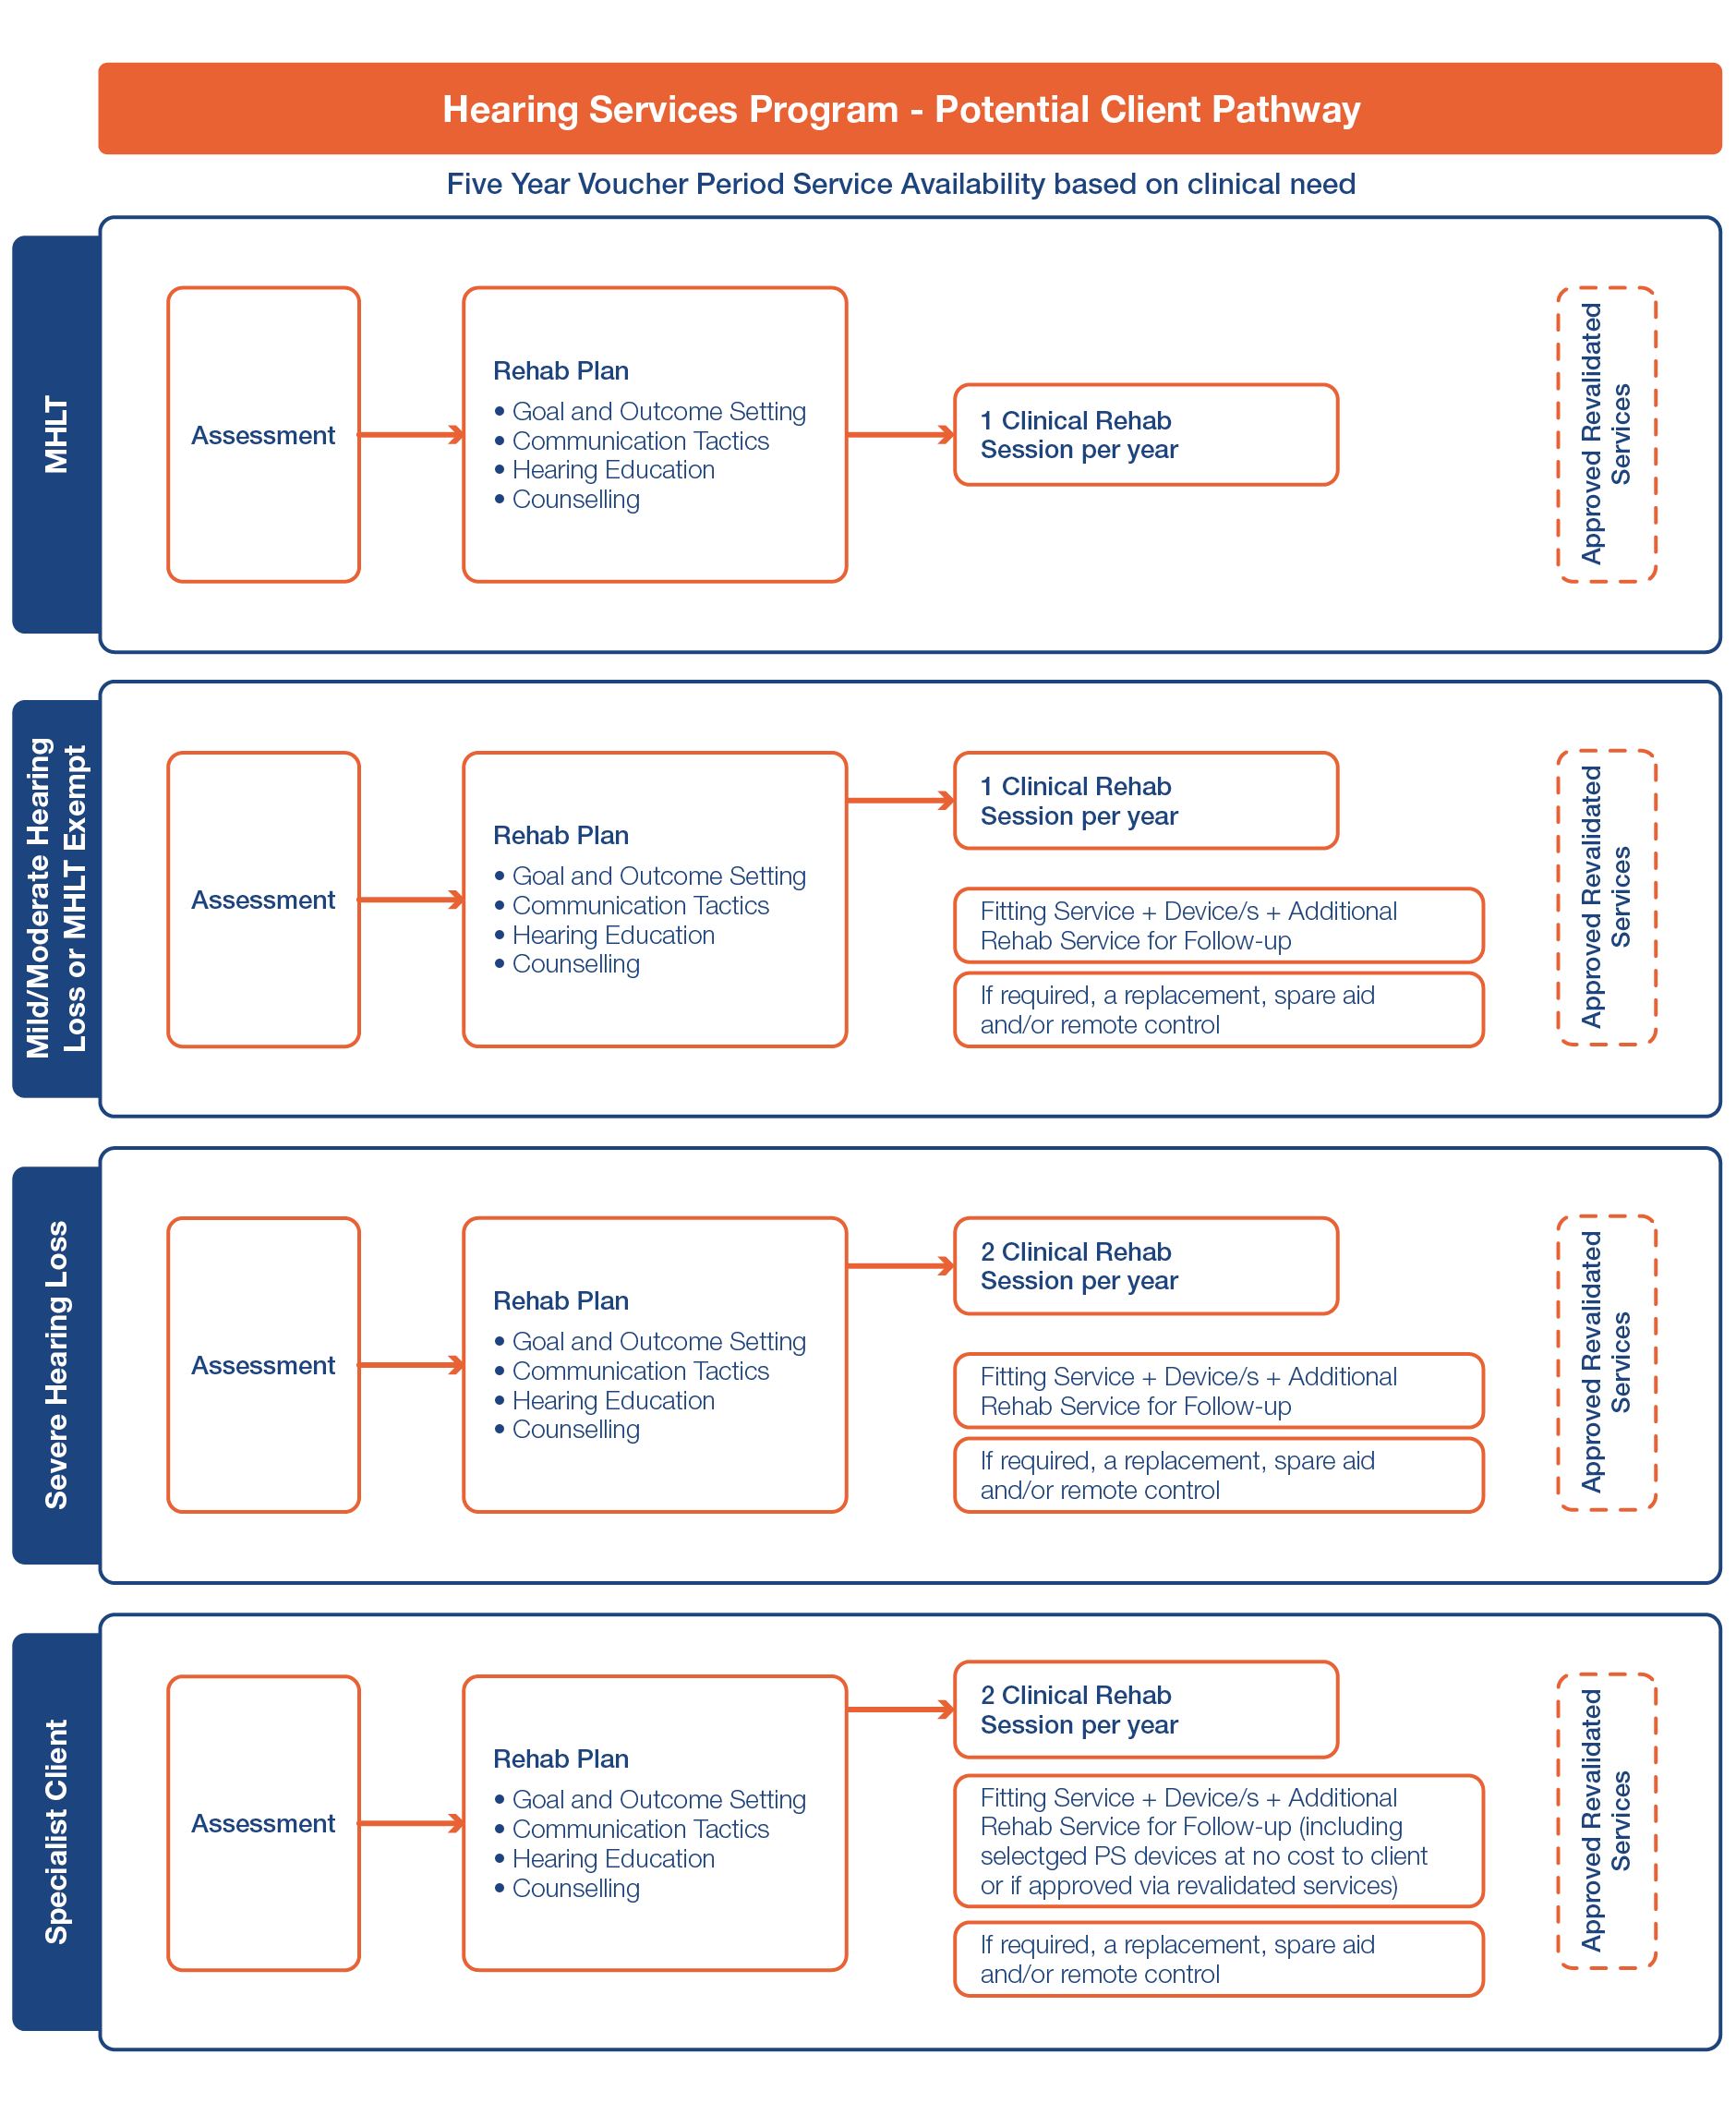 Hearing Services Program - Potential Client Pathway
Five Year Voucher Period Service Availability based on clinical need
MHLT
Assessment
Rehab Plan
• Goal and Outcome Setting
• Communication Tactics
• Hearing Education
• Counselling
1 Clinical Rehab
Session per year
Approved Revalidated
Services
Mild/Moderate Hearing
Loss or MHLT Exempt
Assessment
Rehab Plan
• Goal and Outcome Setting
• Communication Tactics
• Hearing Education
• Counselling
1 Clinical Rehab
Session per year
Fitting Service + Device/s + Additional
Rehab Service for Follow-up
If required, a replacement, spare aid
and/or remote control
Approved Revalidated
Services
Severe Hearing Loss
Assessment
Rehab Plan
• Goal and Outcome Setting
• Communication Tactics
• Hearing Education
• Counselling
2 Clinical Rehab
Session per year
Fitting Service + Device/s + Additional
Rehab Service for Follow-up
If required, a replacement, spare aid
and/or remote control
Approved Revalidated
Services
Specialist Client
Assessment
Rehab Plan
• Goal and Outcome Setting
• Communication Tactics
• Hearing Education
• Counselling
2 Clinical Rehab
Session per year
Fitting Service + Device/s + Additional
Rehab Service for Follow-up (including
selectged PS devices at no cost to client
or if approved via revalidated services)
If required, a replacement, spare aid
and/or remote control
Approved Revalidated
Services